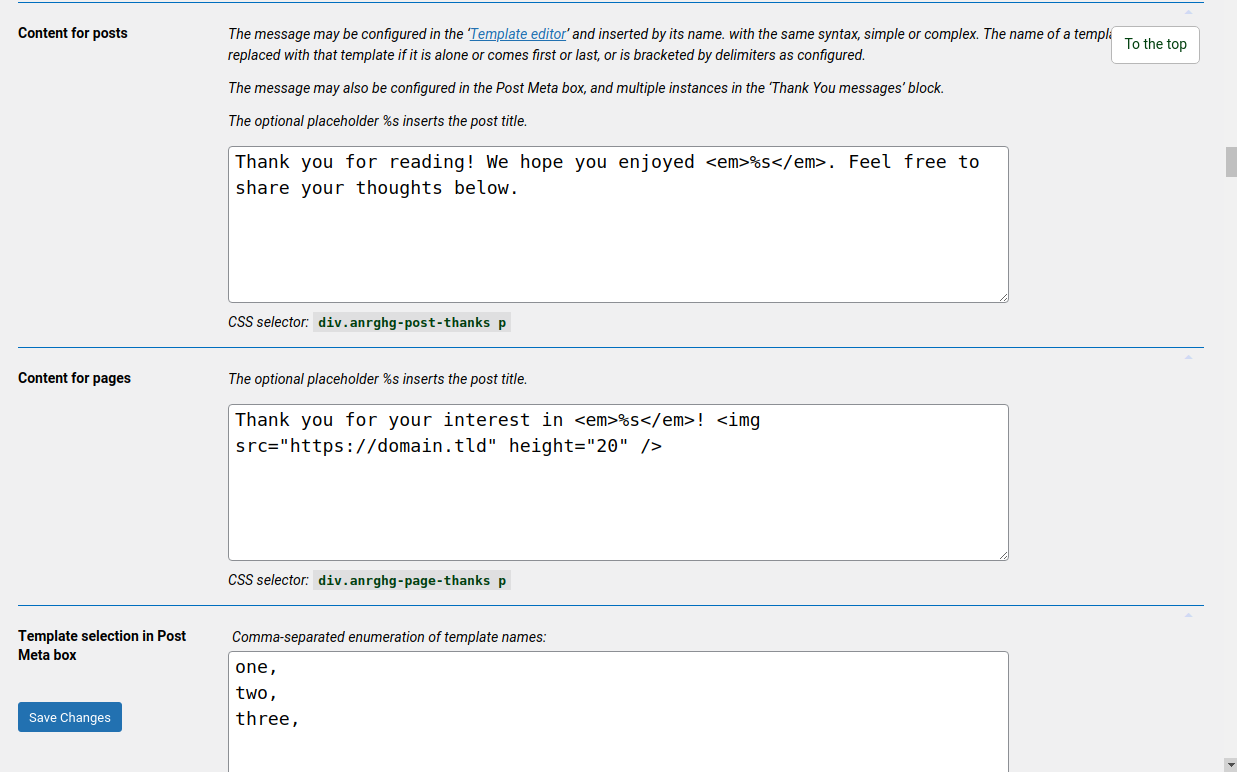 Content for posts
The message may be configured in the ‘Template editor’ and inserted by its name. with the same syntax, simple or complex. The name of a
To the top
replaced with that template if it is alone or comes first or last, or is bracketed by delimiters as configured.
The message may also be configured in the Post Meta box, and multiple instances in the ‘Thank You messages’ block.
The optional placeholder %s inserts the post title.
Thank you for reading! We hope you enjoyed <em>%s</em>. Feel free to
share your thoughts below.
CSS selector: div.anrghg-post-thanks p
Content for pages
The optional placeholder %s inserts the post title.
Thank you for your interest in <em>%s</em>! <img
src="https://domain.tld" height="20" />
CSS selector: div.anrghg-page-thanks p
Template selection in Post
Meta box
Comma-separated enumeration of template names:
one,
two,
three,
Save Changes